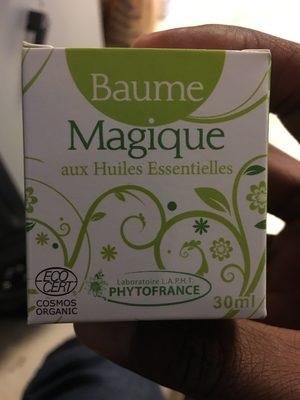 Baume
Magique
aux Huiles Essentielles
ECO
CERT
COSMOS
ORGANIC
Laboratoire L.A.P.H.T.
PHYTOFRANCE
30ml